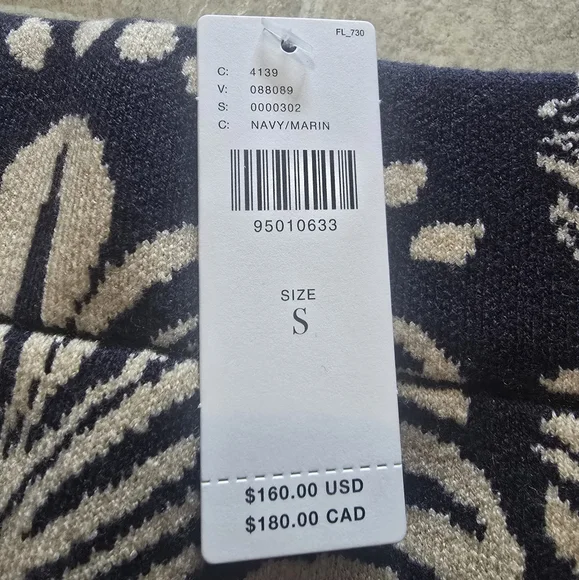 FL_730
C: 4139
V: 088089
S: 0000302
C: NAVY/MARIN
95010633
SIZE
S
$160.00 USD
$180.00 CAD